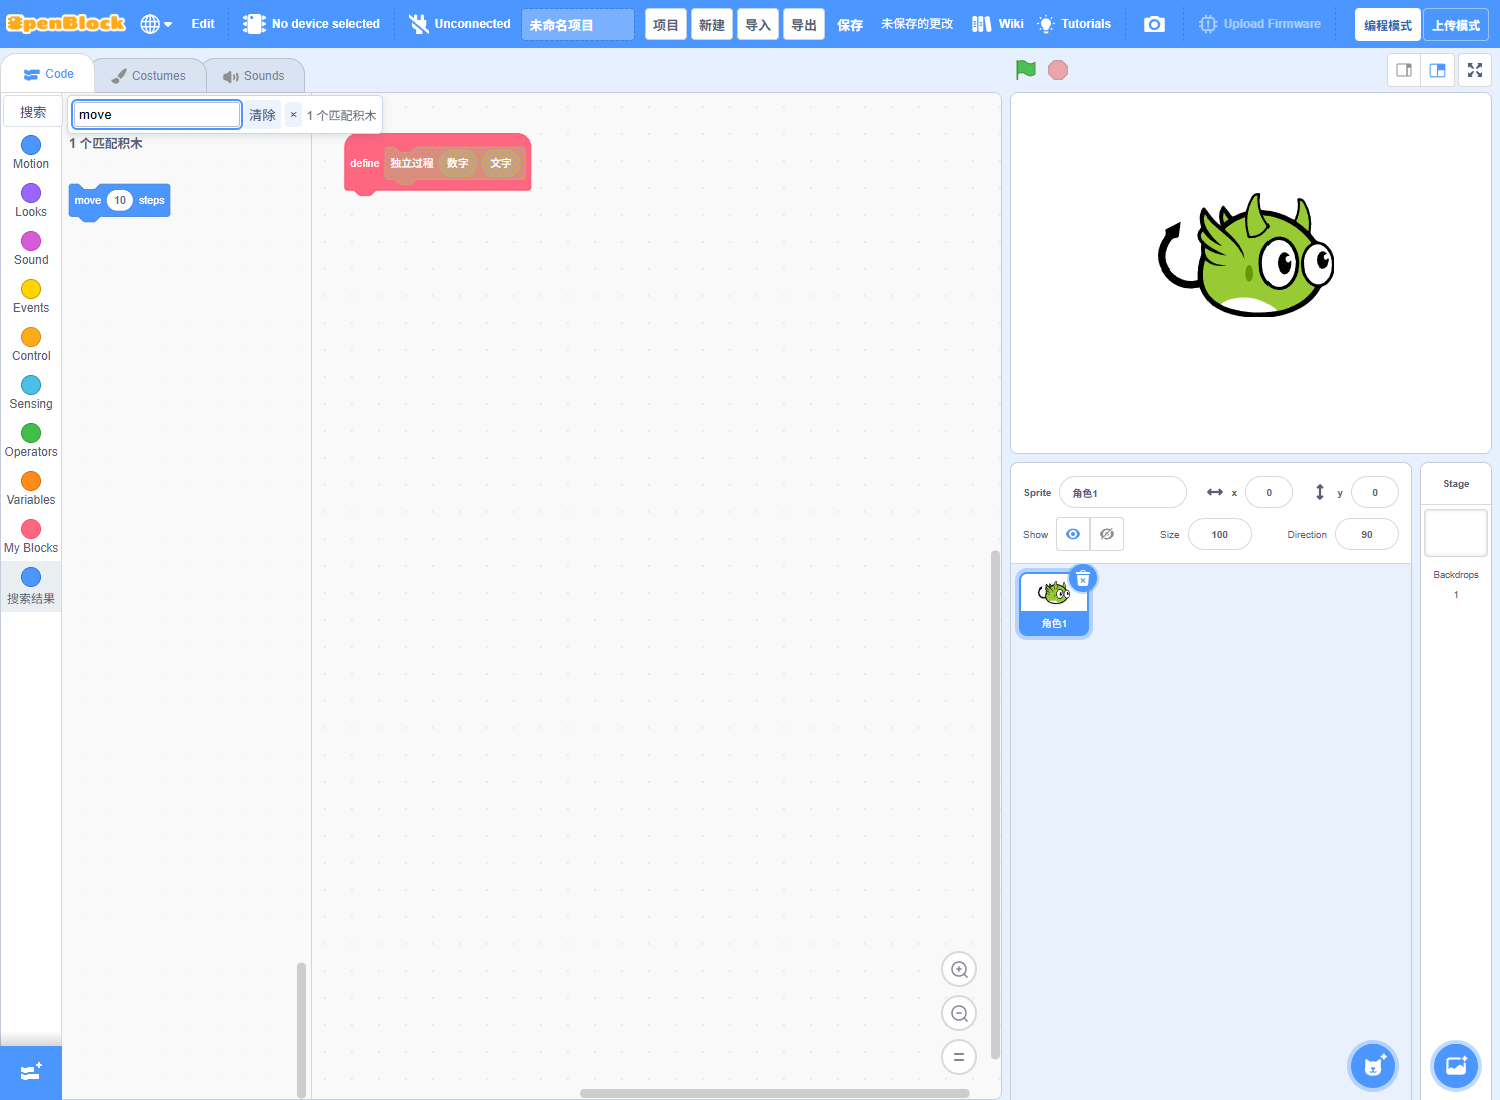 OpenBlock
Edit
No device selected
Unconnected
未命名项目
项目
新建
导入
导出
保存
未保存的更改
Wiki
Tutorials
Upload Firmware
编程模式
上传模式
Code
Costumes
Sounds
搜索
move
清除
×
1 个匹配积木
1 个匹配积木
Motion
Looks
Sound
Events
Control
Sensing
Operators
Variables
My Blocks
搜索结果
move 10 steps
define 独立过程 数字 文字
Sprite
角色1
x
0
y
0
Show
Size
100
Direction
90
角色1
Stage
Backdrops
1